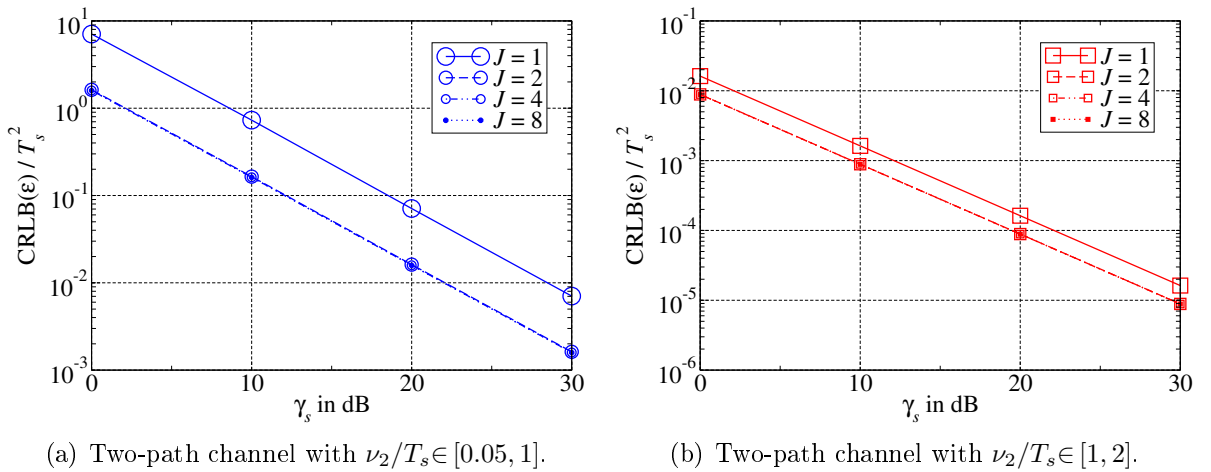 10^1
10^0
10^-1
10^-2
10^-3
CRLB(ε) / T_s^2
0 10 20 30
γ_s in dB
J = 1
J = 2
J = 4
J = 8
(a) Two-path channel with ν_2/T_s ∈ [0.05, 1].
10^-1
10^-2
10^-3
10^-4
10^-5
10^-6
CRLB(ε) / T_s^2
0 10 20 30
γ_s in dB
J = 1
J = 2
J = 4
J = 8
(b) Two-path channel with ν_2/T_s ∈ [1, 2].